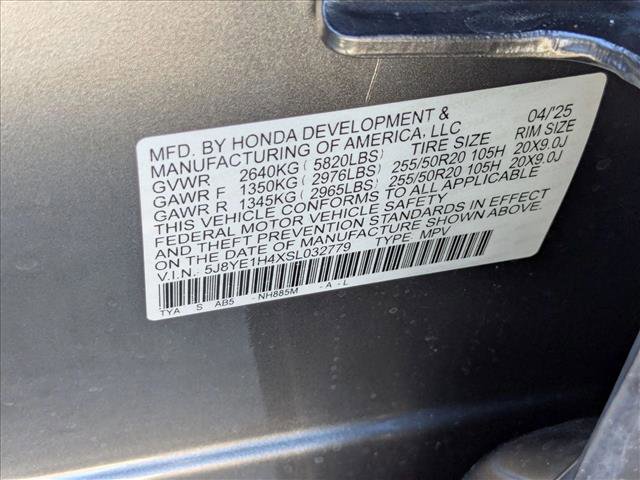 MFD. BY HONDA DEVELOPMENT & 04/'25
MANUFACTURING OF AMERICA, LLC TIRE SIZE RIM SIZE
GVWR 2640KG (5820LBS)
GAWR F 1350KG (2976LBS) 255/50R20 105H 20X9.0J
GAWR R 1345KG (2965LBS) 255/50R20 105H 20X9.0J
THIS VEHICLE CONFORMS TO ALL APPLICABLE
FEDERAL MOTOR VEHICLE SAFETY
AND THEFT PREVENTION STANDARDS IN EFFECT
ON THE DATE OF MANUFACTURE SHOWN ABOVE.
V.I.N.: 5J8YE1H4XSL032779 TYPE: MPV
TYA S AB5 - NH885M - A - L